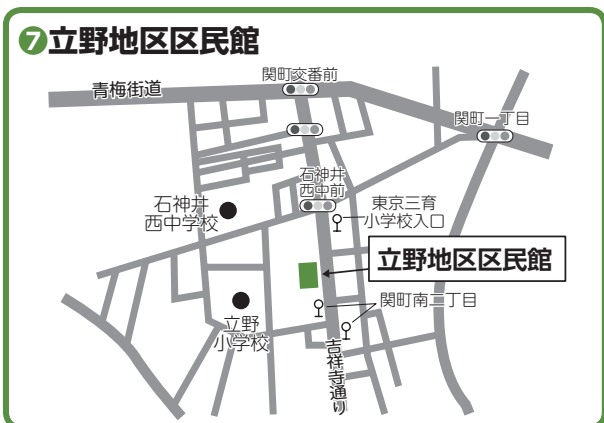 ❼立野地区区民館
関町交番前
青梅街道
関町一丁目
石神井
西中前
石神井
西中学校
東京三育
小学校入口
立野地区区民館
関町南二丁目
立野
小学校
吉祥寺通り